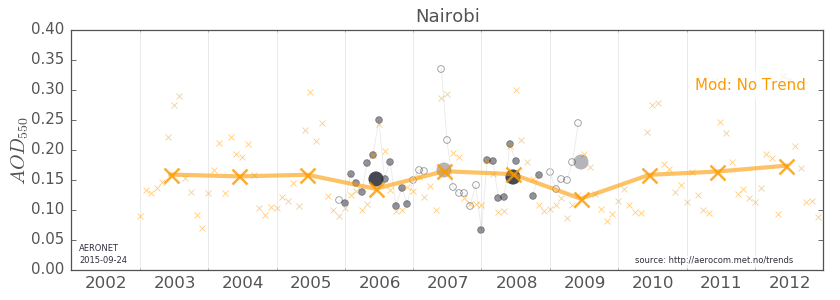 Nairobi
0.40
0.35
0.30
0.25
0.20
0.15
0.10
0.05
0.00
AOD550
Mod: No Trend
AERONET
2015-09-24
source: http://aerocom.met.no/trends
2002 2003 2004 2005 2006 2007 2008 2009 2010 2011 2012